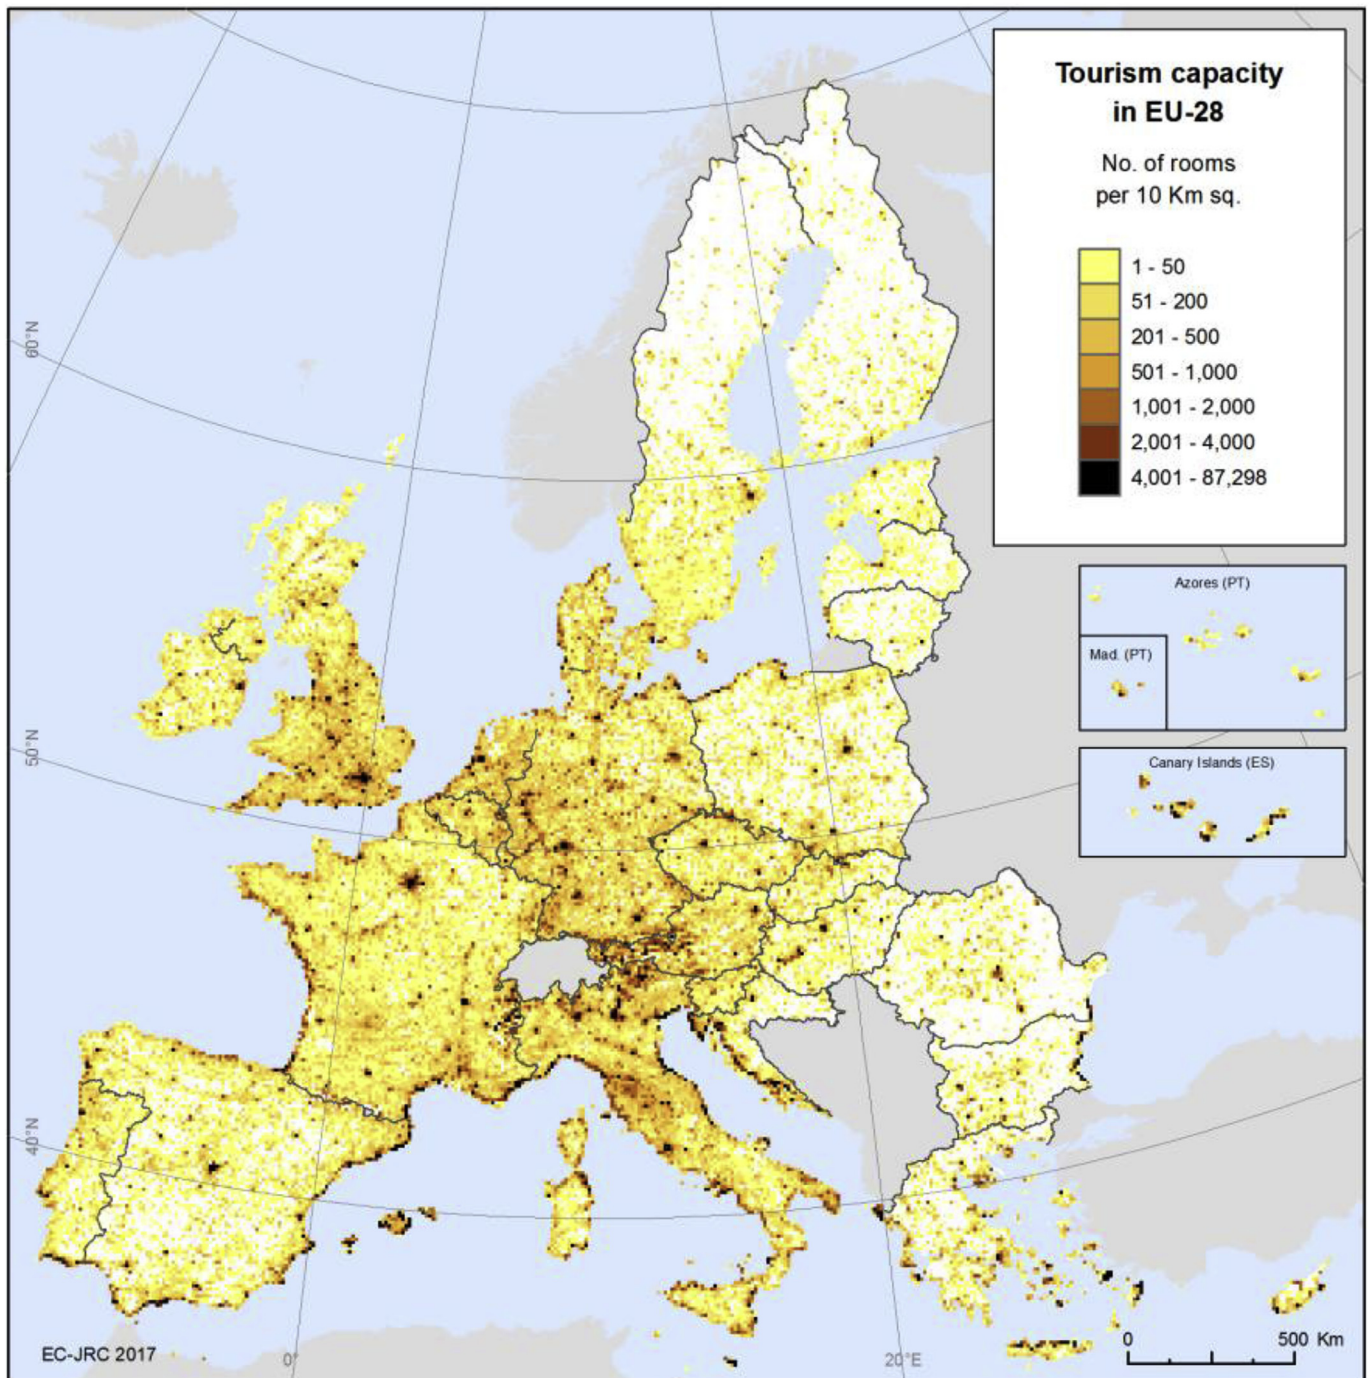 Tourism capacity
in EU-28
No. of rooms
per 10 Km sq.
1 - 50
51 - 200
201 - 500
501 - 1,000
1,001 - 2,000
2,001 - 4,000
4,001 - 87,298
60°N
50°N
40°N
Azores (PT)
Mad. (PT)
Canary Islands (ES)
EC-JRC 2017
0°
20°E
0
500 Km